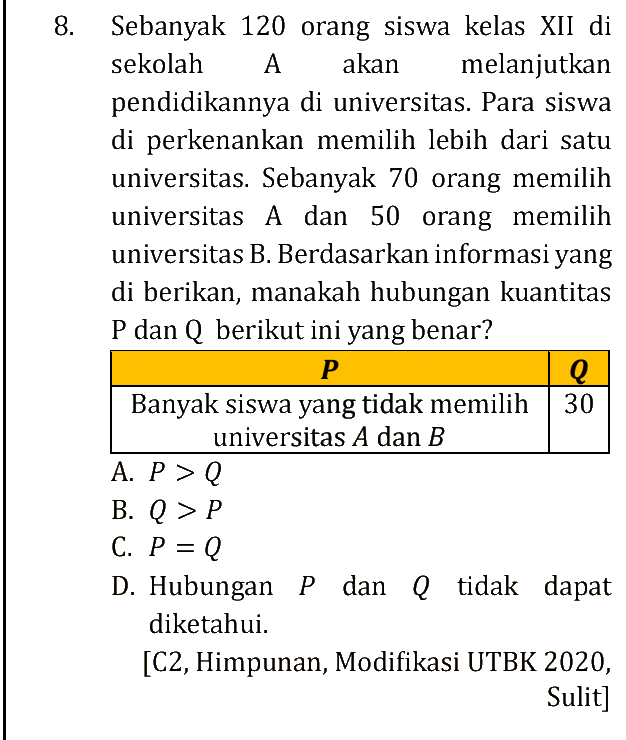 8. Sebanyak 120 orang siswa kelas XII di
sekolah A akan melanjutkan
pendidikannya di universitas. Para siswa
di perkenankan memilih lebih dari satu
universitas. Sebanyak 70 orang memilih
universitas A dan 50 orang memilih
universitas B. Berdasarkan informasi yang
di berikan, manakah hubungan kuantitas
P dan Q berikut ini yang benar?
P Q
Banyak siswa yang tidak memilih 30
universitas A dan B
A. P > Q
B. Q > P
C. P = Q
D. Hubungan P dan Q tidak dapat
diketahui.
[C2, Himpunan, Modifikasi UTBK 2020,
Sulit]